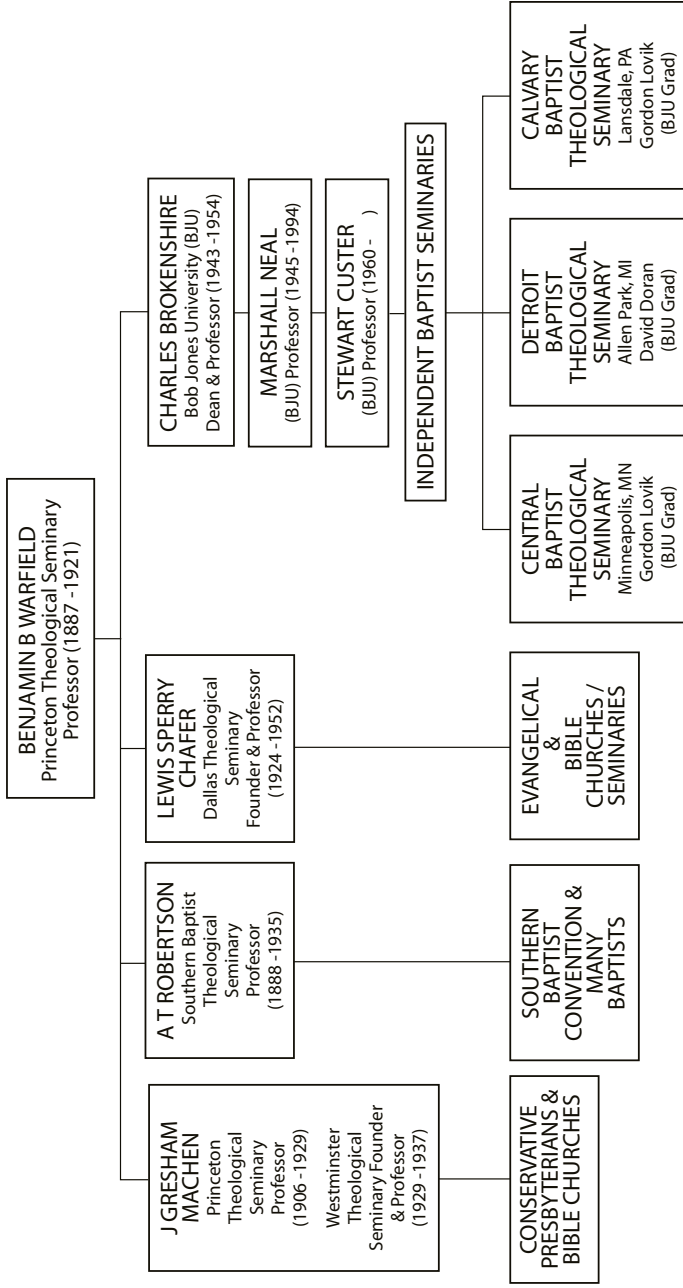 BENJAMIN B WARFIELD
Princeton Theological Seminary
Professor (1887 -1921)
J GRESHAM
MACHEN
Princeton
Theological
Seminary
Professor
(1906 -1929)
Westminster
Theological
Seminary Founder
& Professor
(1929 -1937)
A T ROBERTSON
Southern Baptist
Theological
Seminary
Professor
(1888 -1935)
LEWIS SPERRY
CHAFER
Dallas Theological
Seminary
Founder & Professor
(1924 -1952)
CHARLES BROKENSHIRE
Bob Jones University (BJU)
Dean & Professor (1943 -1954)
MARSHALL NEAL
(BJU) Professor (1945 -1994)
STEWART CUSTER
(BJU) Professor (1960 - )
INDEPENDENT BAPTIST SEMINARIES
CONSERVATIVE
PRESBYTERIANS &
BIBLE CHURCHES
SOUTHERN
BAPTIST
CONVENTION &
MANY
BAPTISTS
EVANGELICAL
&
BIBLE
CHURCHES /
SEMINARIES
CENTRAL
BAPTIST
THEOLOGICAL
SEMINARY
Minneapolis, MN
Gordon Lovik
(BJU Grad)
DETROIT
BAPTIST
THEOLOGICAL
SEMINARY
Allen Park, MI
David Doran
(BJU Grad)
CALVARY
BAPTIST
THEOLOGICAL
SEMINARY
Lansdale, PA
Gordon Lovik
(BJU Grad)